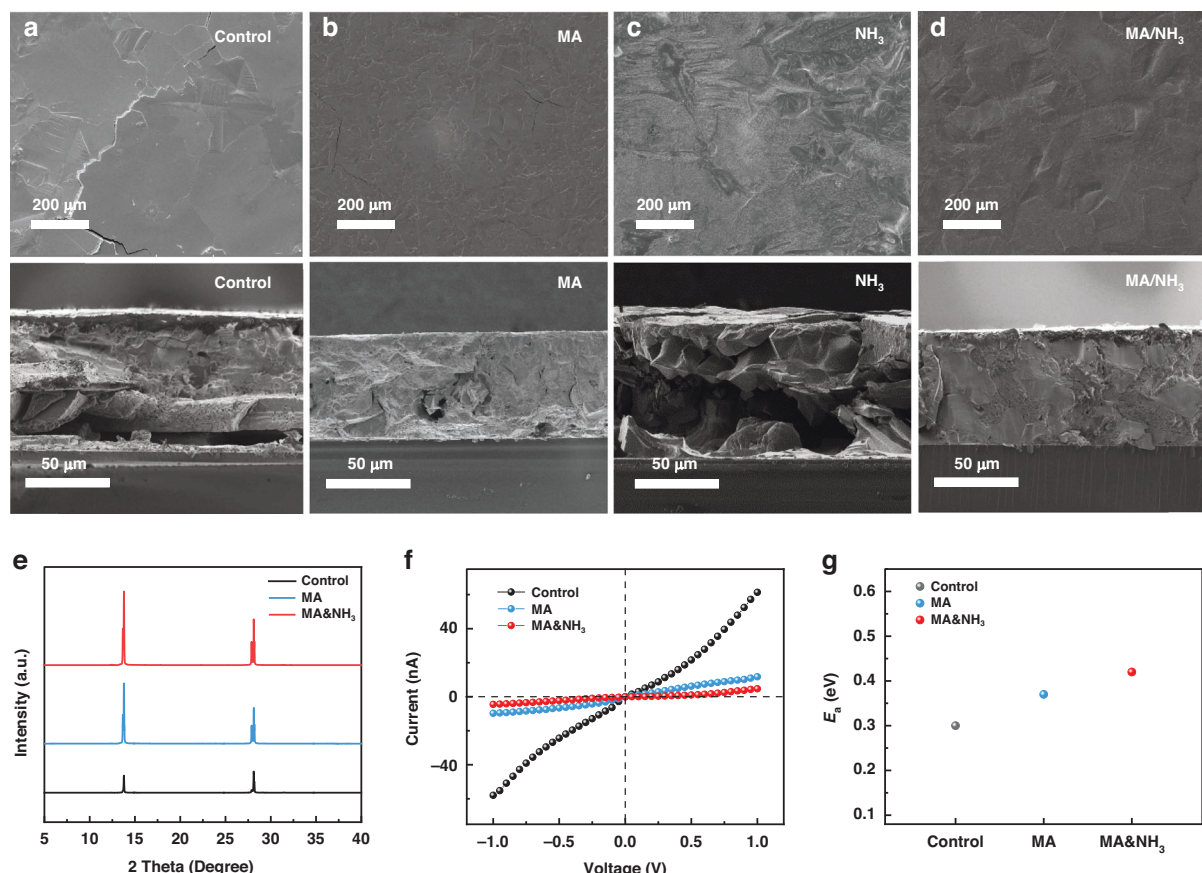 a
Control
b
MA
c
NH₃
d
MA/NH₃
200 μm
200 μm
200 μm
200 μm
Control
MA
NH₃
MA/NH₃
50 μm
50 μm
50 μm
50 μm
e
Control
MA
MA&NH₃
Intensity (a.u.)
5 10 15 20 25 30 35 40
2 Theta (Degree)
f
Control
MA
MA&NH₃
Current (nA)
40
0
–40
–1.0 –0.5 0.0 0.5 1.0
Voltage (V)
g
Control
MA
MA&NH₃
Eₐ (eV)
0.6
0.5
0.4
0.3
0.2
0.1
Control MA MA&NH₃